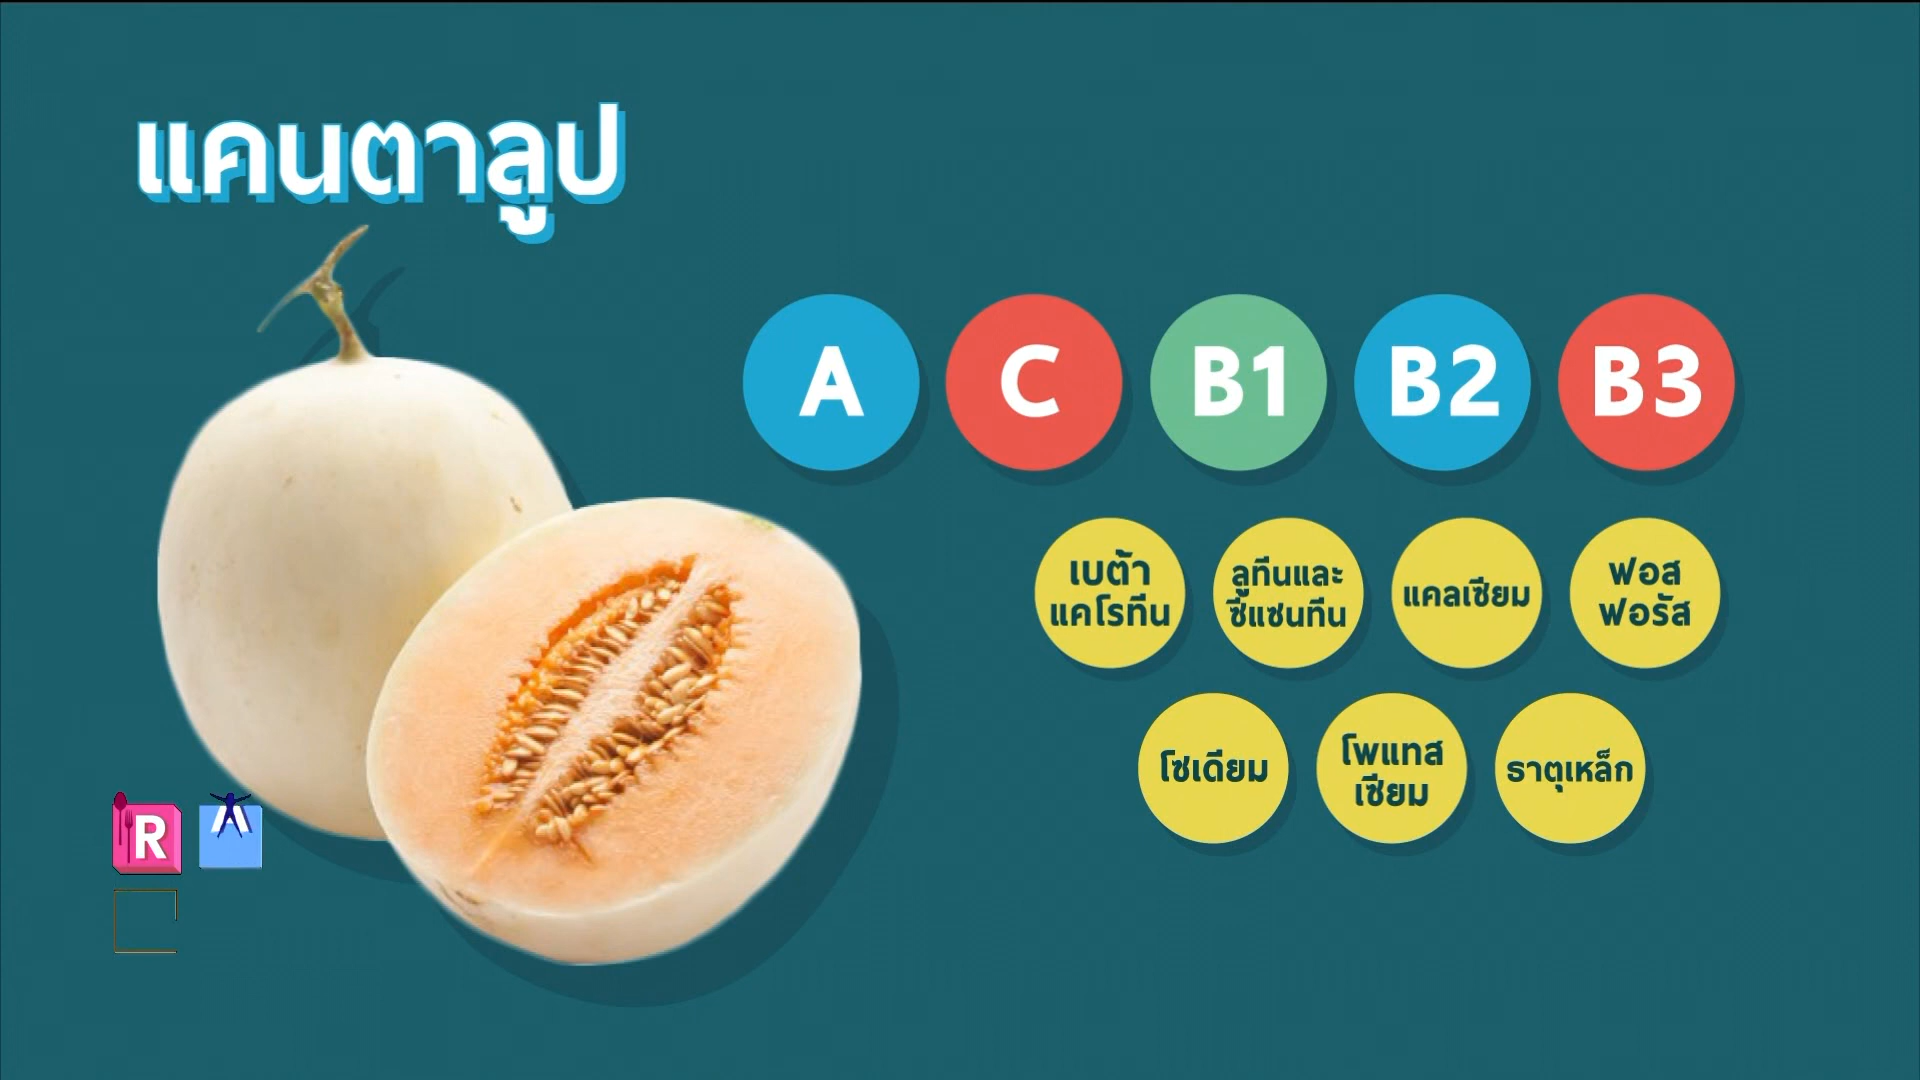 แคนตาลูป
A C B1 B2 B3
เบต้า
แคโรทีน
ลูทีนและ
ซีแซนทีน
แคลเซียม
ฟอส
ฟอรัส
โซเดียม
โพแทส
เซียม
ธาตุเหล็ก
R A